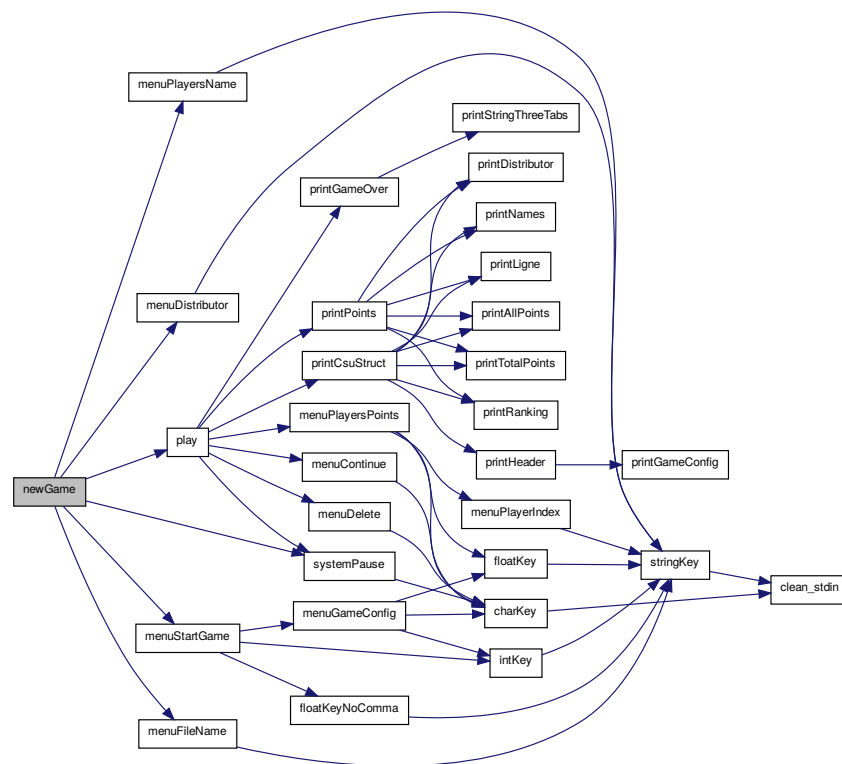 menuPlayersName
printStringThreeTabs
printDistributor
printGameOver
printNames
printLigne
menuDistributor
printPoints
printAllPoints
printCsuStruct
printTotalPoints
menuPlayersPoints
printRanking
play
menuContinue
printHeader
printGameConfig
newGame
menuDelete
menuPlayerIndex
systemPause
floatKey
stringKey
clean_stdin
menuGameConfig
charKey
menuStartGame
intKey
floatKeyNoComma
menuFileName